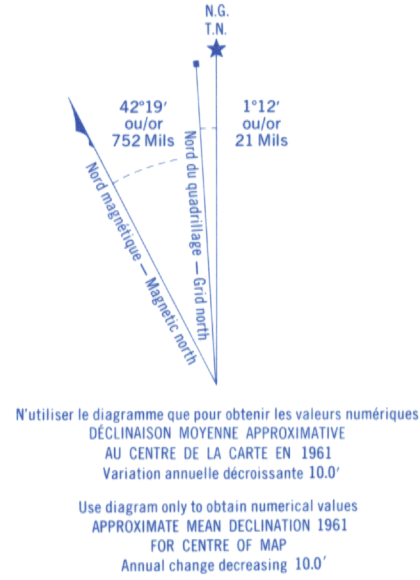 N.G.
T.N.
42°19′
ou/or
752 Mils
1°12′
ou/or
21 Mils
Nord magnétique — Magnetic north
Nord du quadrillage — Grid north
N'utiliser le diagramme que pour obtenir les valeurs numériques
DÉCLINAISON MOYENNE APPROXIMATIVE
AU CENTRE DE LA CARTE EN 1961
Variation annuelle décroissante 10.0′
Use diagram only to obtain numerical values
APPROXIMATE MEAN DECLINATION 1961
FOR CENTRE OF MAP
Annual change decreasing 10.0′